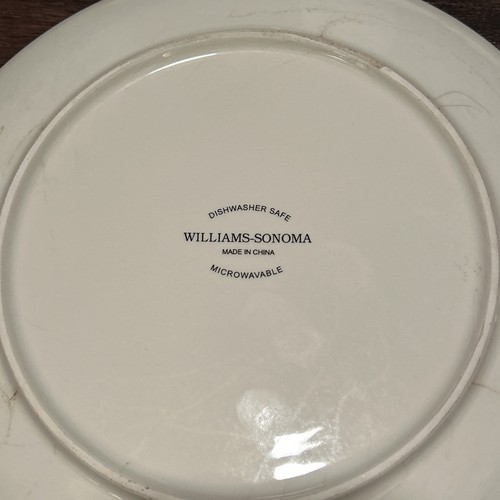 DISHWASHER SAFE
WILLIAMS-SONOMA
MADE IN CHINA
MICROWAVABLE